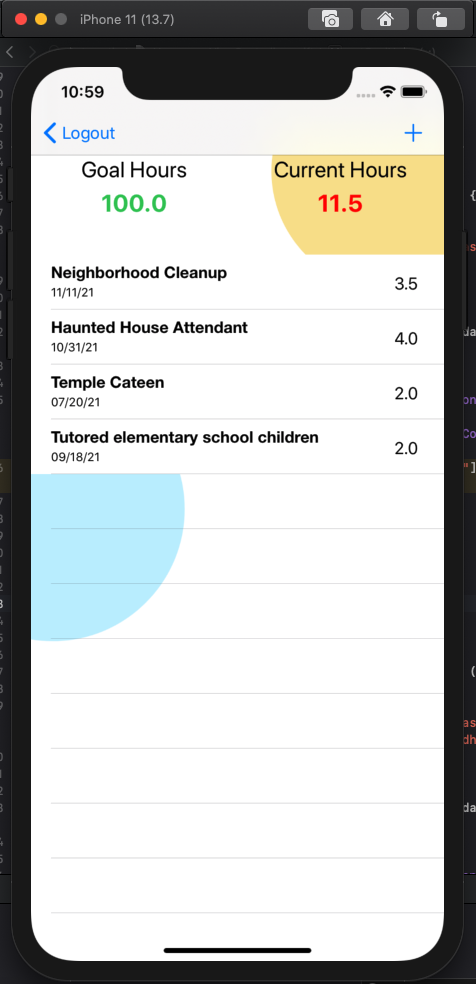 iPhone 11 (13.7)
10:59
Logout
Goal Hours Current Hours
100.0 11.5
Neighborhood Cleanup
11/11/21 3.5
Haunted House Attendant
10/31/21 4.0
Temple Cateen
07/20/21 2.0
Tutored elementary school children
09/18/21 2.0